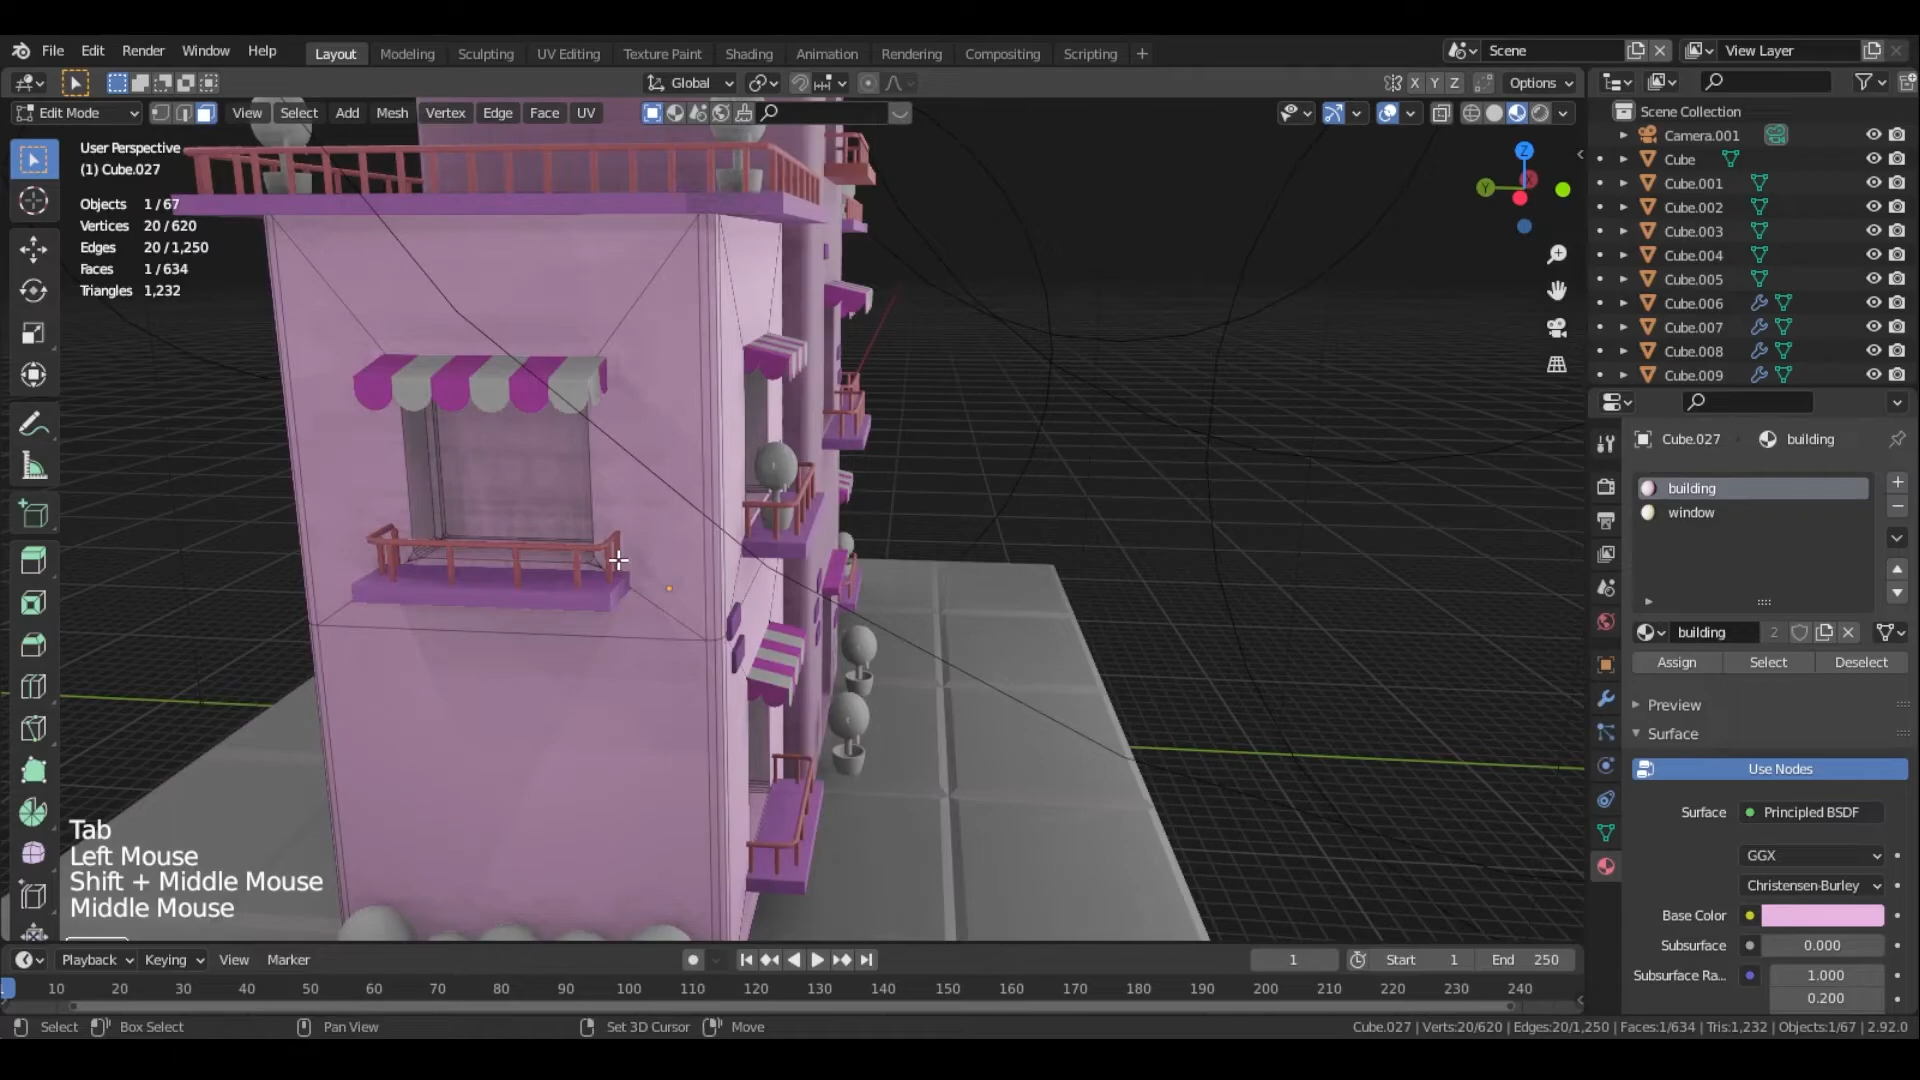 File Edit Render Window Help Layout Modeling Sculpting UV Editing Texture Paint Shading Animation Rendering Compositing Scripting + Scene View Layer
Global X Y Z Options
Edit Mode View Select Add Mesh Vertex Edge Face UV
User Perspective
(1) Cube.027
Objects 1 / 67
Vertices 20 / 620
Edges 20 / 1,250
Faces 1 / 634
Triangles 1,232
Z
Y
X
Scene Collection
Camera.001
Cube
Cube.001
Cube.002
Cube.003
Cube.004
Cube.005
Cube.006
Cube.007
Cube.008
Cube.009
Cube.027 building
building
window
building 2
Assign Select Deselect
Preview
Surface
Use Nodes
Surface Principled BSDF
GGX
Christensen-Burley
Base Color
Subsurface 0.000
Subsurface Ra... 1.000
0.200
Tab
Left Mouse
Shift + Middle Mouse
Middle Mouse
Playback Keying View Marker 1 Start 1 End 250
10 20 30 40 50 60 70 80 90 100 110 120 130 140 150 160 170 180 190 200 210 220 230 240
Select Box Select Pan View Set 3D Cursor Move Cube.027 | Verts:20/620 | Edges:20/1,250 | Faces:1/634 | Tris:1,232 | Objects:1/67 | 2.92.0